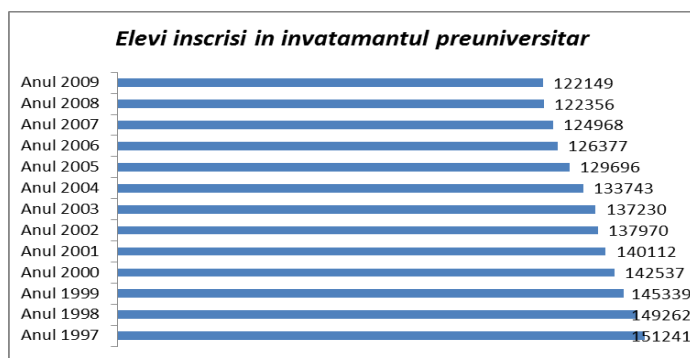 Elevi inscrisi in invatamantul preuniversitar
Anul 2009 122149
Anul 2008 122356
Anul 2007 124968
Anul 2006 126377
Anul 2005 129696
Anul 2004 133743
Anul 2003 137230
Anul 2002 137970
Anul 2001 140112
Anul 2000 142537
Anul 1999 145339
Anul 1998 149262
Anul 1997 151241